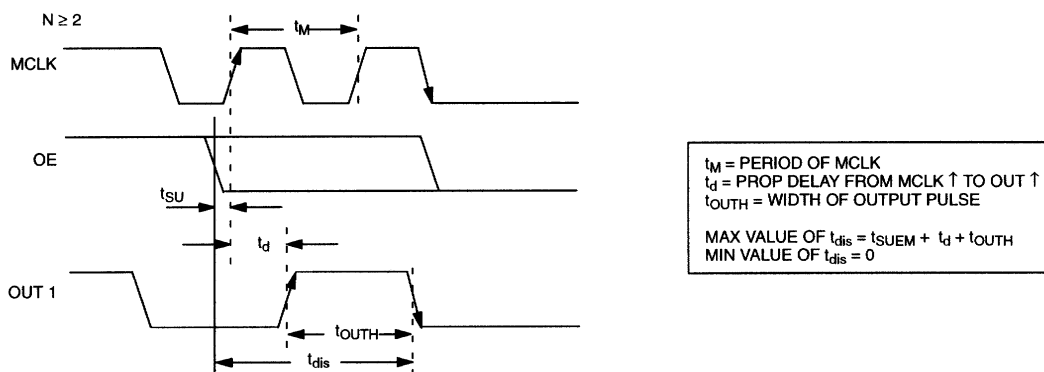 N ≥ 2
t_M
MCLK
OE
t_SU
t_d
OUT 1
t_OUTH
t_dis
t_M = PERIOD OF MCLK
t_d = PROP DELAY FROM MCLK ↑ TO OUT ↑
t_OUTH = WIDTH OF OUTPUT PULSE
MAX VALUE OF t_dis = t_SUEM + t_d + t_OUTH
MIN VALUE OF t_dis = 0